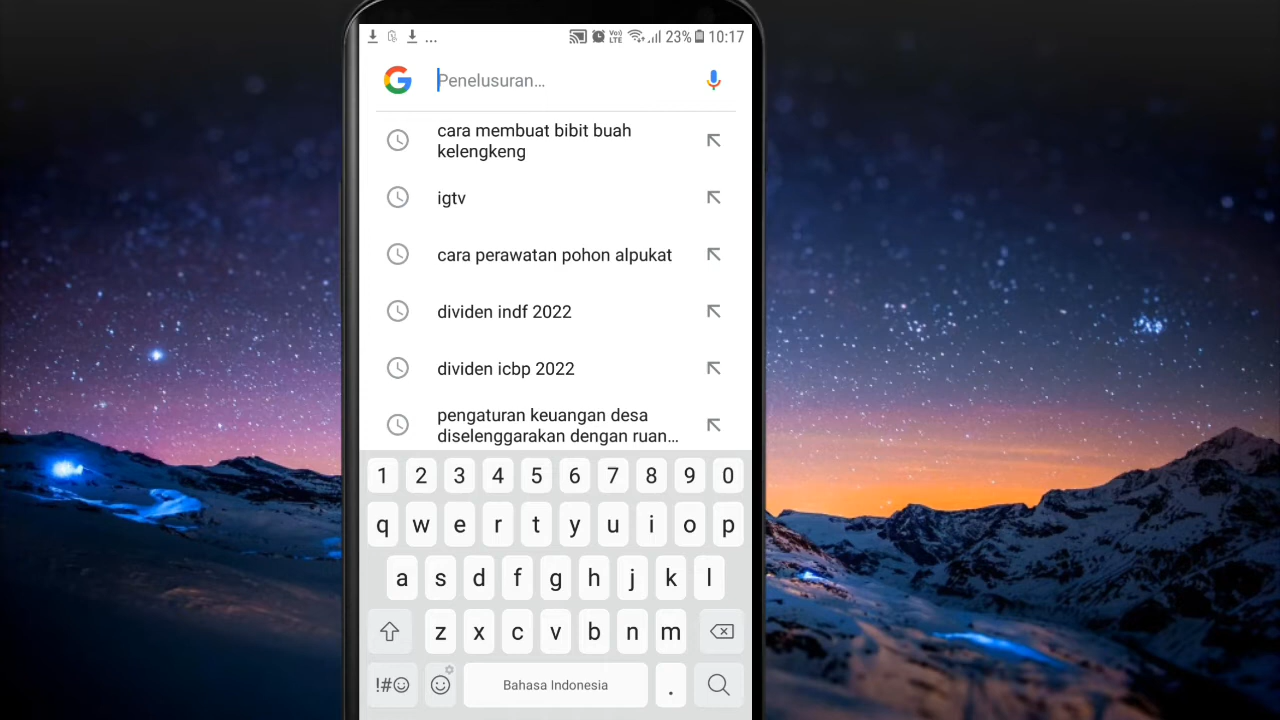 ... Vo) LTE 23% 10:17
Penelusuran...
cara membuat bibit buah
kelengkeng
igtv
cara perawatan pohon alpukat
dividen indf 2022
dividen icbp 2022
pengaturan keuangan desa
diselenggarakan dengan ruan...
1 2 3 4 5 6 7 8 9 0
q w e r t y u i o p
a s d f g h j k l
z x c v b n m
!#☺ Bahasa Indonesia .